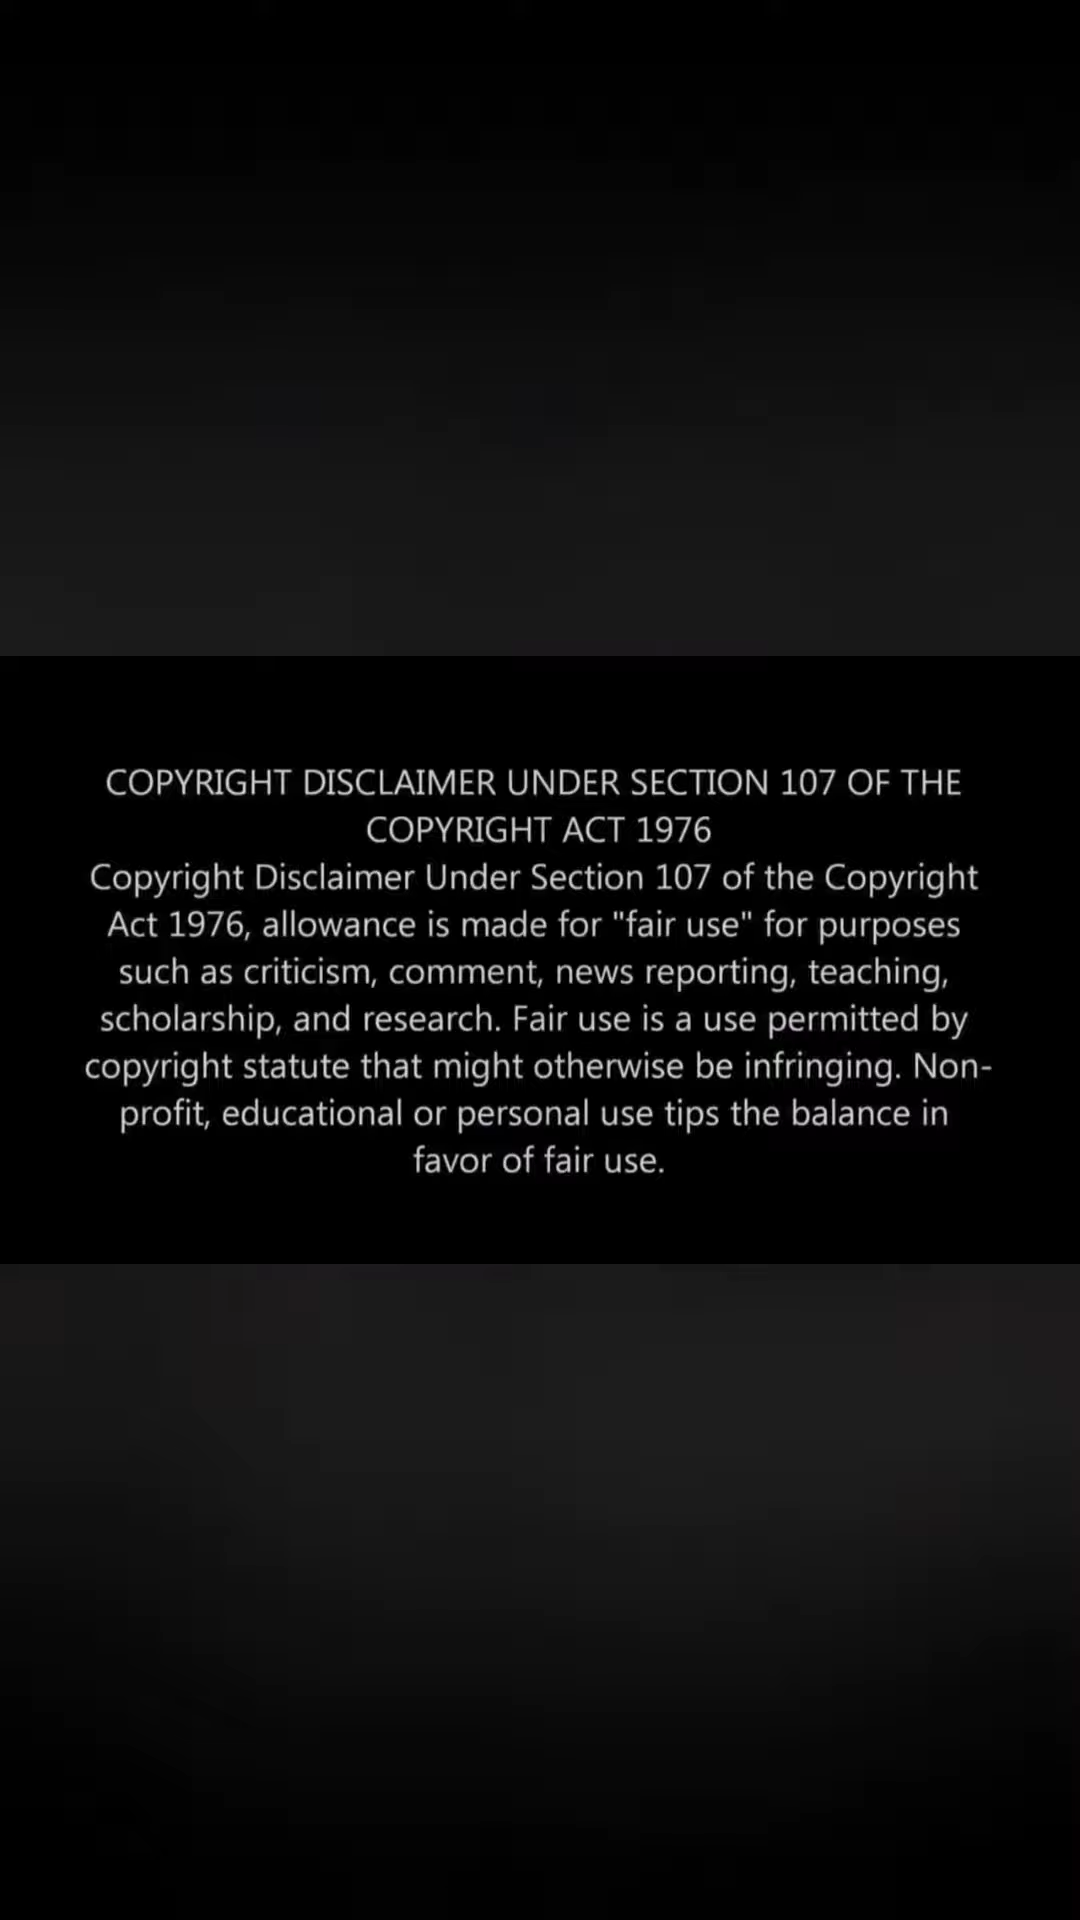 COPYRIGHT DISCLAIMER UNDER SECTION 107 OF THE
COPYRIGHT ACT 1976
Copyright Disclaimer Under Section 107 of the Copyright
Act 1976, allowance is made for "fair use" for purposes
such as criticism, comment, news reporting, teaching,
scholarship, and research. Fair use is a use permitted by
copyright statute that might otherwise be infringing. Non-
profit, educational or personal use tips the balance in
favor of fair use.